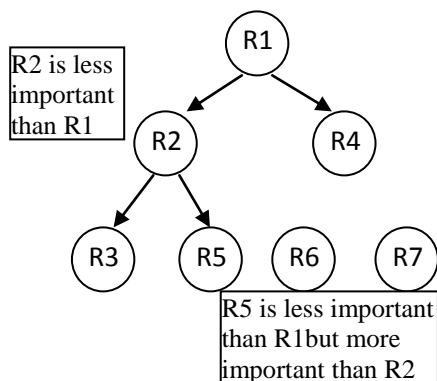 R1
R2 is less
important
than R1
R2
R4
R3
R5
R6
R7
R5 is less important
than R1but more
important than R2